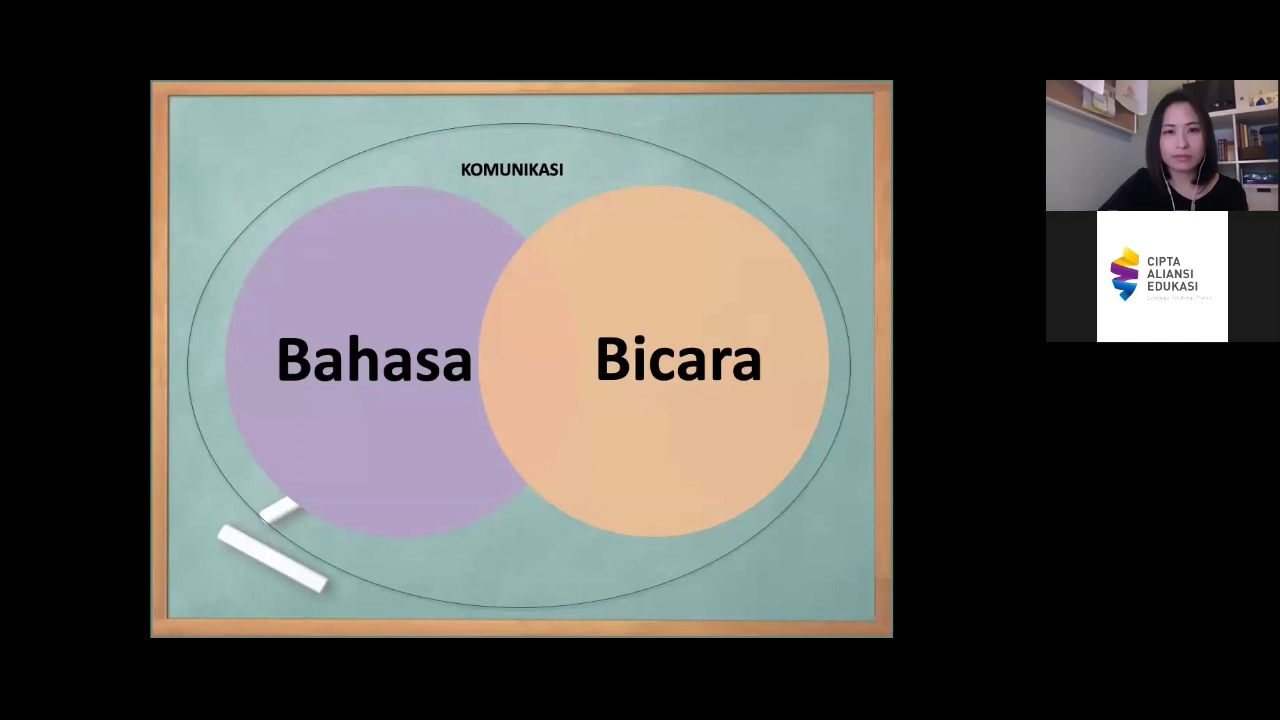 KOMUNIKASI
Bahasa
Bicara
CIPTA
ALIANSI
EDUKASI